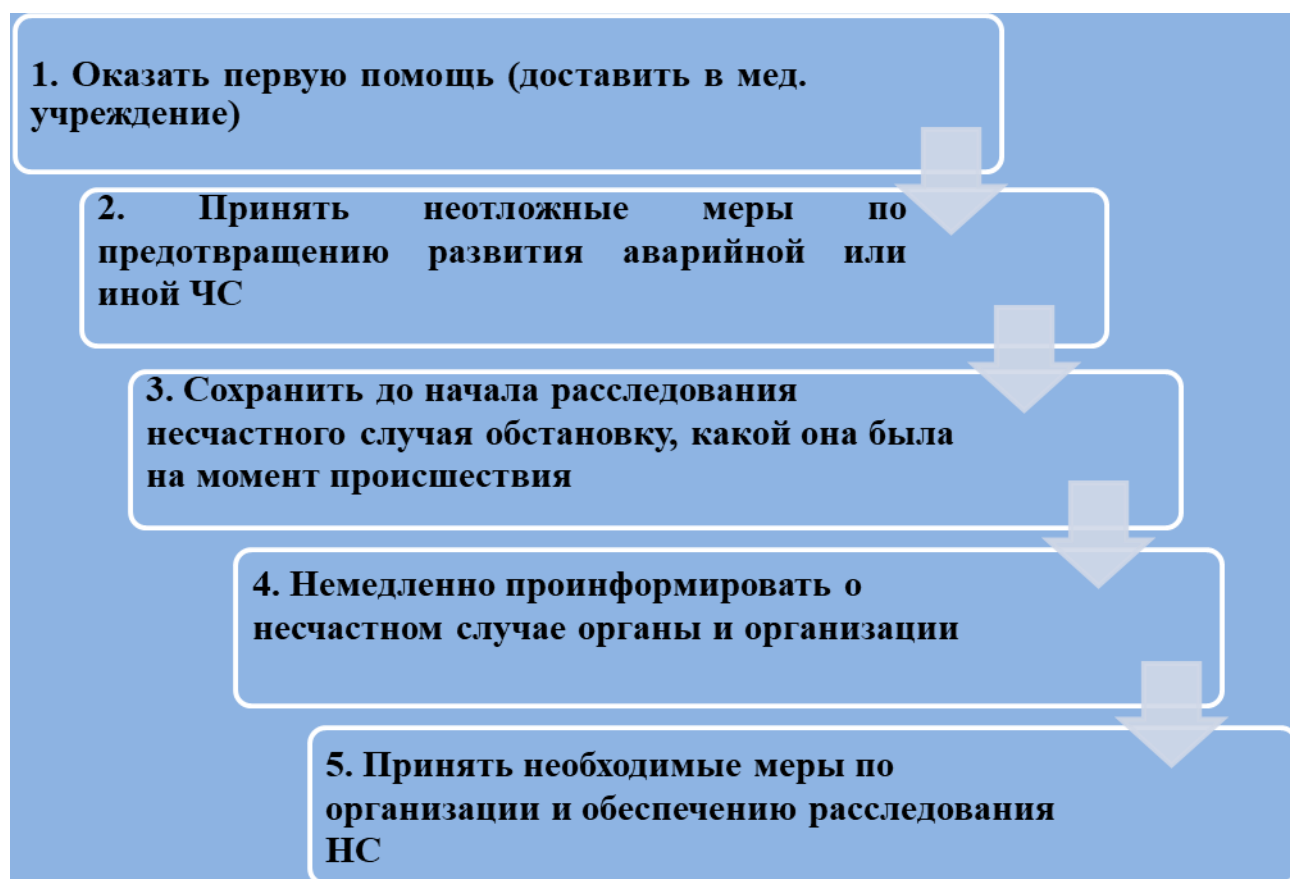 1. Оказать первую помощь (доставить в мед.
учреждение)
2. Принять неотложные меры по
предотвращению развития аварийной или
иной ЧС
3. Сохранить до начала расследования
несчастного случая обстановку, какой она была
на момент происшествия
4. Немедленно проинформировать о
несчастном случае органы и организации
5. Принять необходимые меры по
организации и обеспечению расследования
НС